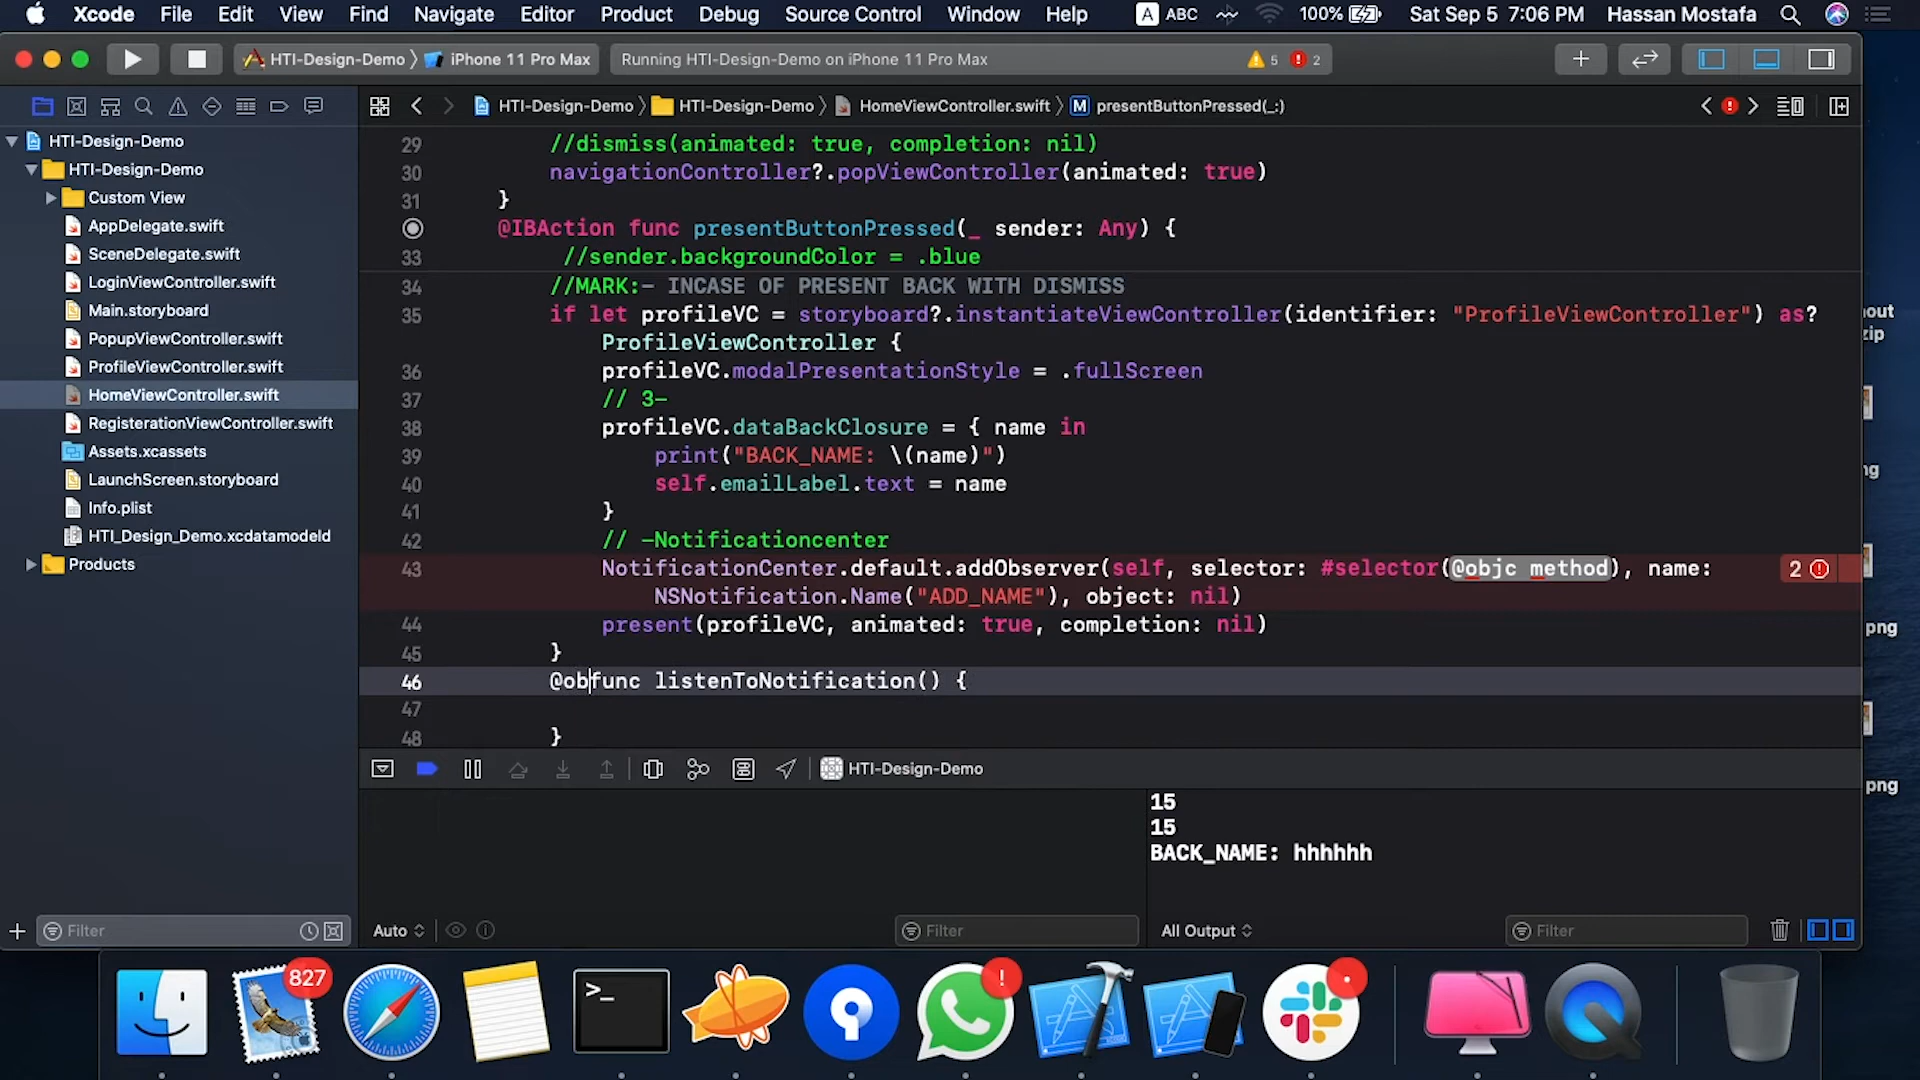 Xcode File Edit View Find Navigate Editor Product Debug Source Control Window Help A ABC 100% Sat Sep 5 7:06 PM Hassan Mostafa
HTI-Design-Demo iPhone 11 Pro Max Running HTI-Design-Demo on iPhone 11 Pro Max 5 2
HTI-Design-Demo HTI-Design-Demo HomeViewController.swift M presentButtonPressed(_:)
HTI-Design-Demo
HTI-Design-Demo
Custom View
AppDelegate.swift
SceneDelegate.swift
LoginViewController.swift
Main.storyboard
PopupViewController.swift
ProfileViewController.swift
HomeViewController.swift
RegisterationViewController.swift
Assets.xcassets
LaunchScreen.storyboard
Info.plist
HTI_Design_Demo.xcdatamodeld
Products
Filter
29 //dismiss(animated: true, completion: nil)
30 navigationController?.popViewController(animated: true)
31 }
@IBAction func presentButtonPressed(_ sender: Any) {
33 //sender.backgroundColor = .blue
34 //MARK:- INCASE OF PRESENT BACK WITH DISMISS
35 if let profileVC = storyboard?.instantiateViewController(identifier: "ProfileViewController") as?
ProfileViewController {
36 profileVC.modalPresentationStyle = .fullScreen
37 // 3-
38 profileVC.dataBackClosure = { name in
39 print("BACK_NAME: \(name)")
40 self.emailLabel.text = name
41 }
42 // -Notificationcenter
43 NotificationCenter.default.addObserver(self, selector: #selector(@objc method), name: 2
NSNotification.Name("ADD_NAME"), object: nil)
44 present(profileVC, animated: true, completion: nil)
45 }
46 @obfunc listenToNotification() {
47
48 }
HTI-Design-Demo
15
15
BACK_NAME: hhhhhh
Auto Filter All Output Filter
zip
png
png
827